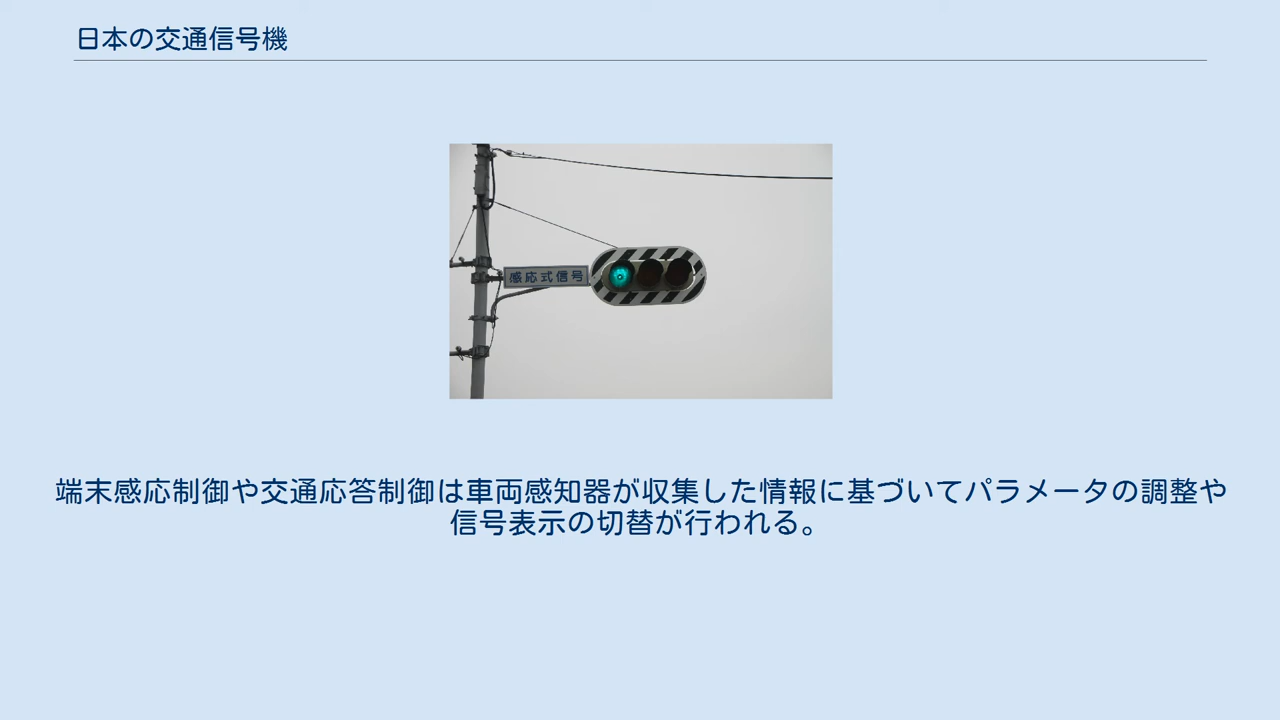 日本の交通信号機
感応式信号
端末感応制御や交通応答制御は車両感知器が収集した情報に基づいてパラメータの調整や
信号表示の切替が行われる。